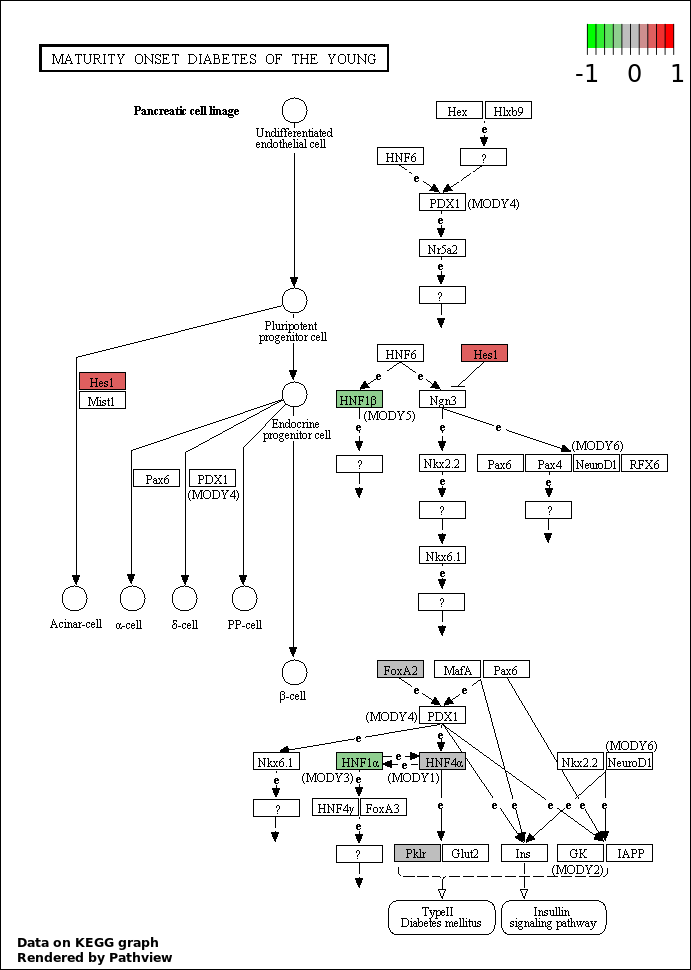 -1 0 1
MATURITY ONSET DIABETES OF THE YOUNG
Pancreatic cell linage
Undifferentiated
endothelial cell
Hex Hlxb9
e
HNF6 ?
e
PDX1 (MODY4)
e
Nr5a2
e
?
Pluripotent
progenitor cell
HNF6 Hes1
Hes1
Mist1
e e
HNF1β Ngn3
(MODY5)
Endocrine
progenitor cell
e e e
(MODY6)
? Nkx2.2 Pax6 Pax4 NeuroD1 RFX6
Pax6 PDX1
(MODY4)
e e
? ?
Nkx6.1
e
?
Acinar-cell α-cell δ-cell PP-cell
β-cell
FoxA2 MafA Pax6
e e
(MODY4) PDX1
e e
(MODY6)
Nkx6.1 HNF1α e HNF4α Nkx2.2 NeuroD1
e
(MODY3) (MODY1)
e e
? HNF4γ FoxA3
e e e e e e e e
? Pklr Glut2 Ins GK IAPP
(MODY2)
TypeII
Diabetes mellitus
Insullin
signaling pathway
Data on KEGG graph
Rendered by Pathview